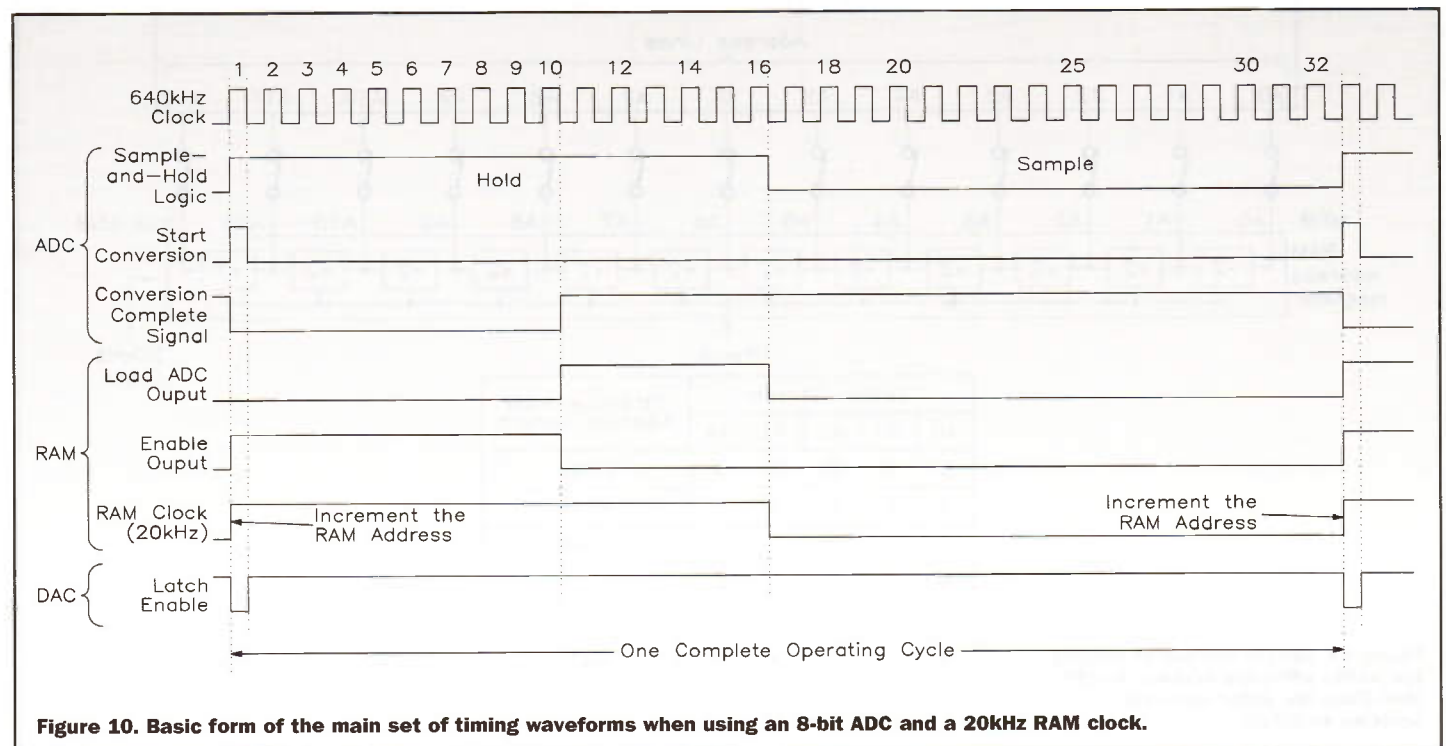 1 2 3 4 5 6 7 8 9 10 12 14 16 18 20 25 30 32
640kHz
Clock
ADC
Sample-
and-Hold
Logic
Hold
Sample
Start
Conversion
Conversion
Complete
Signal
RAM
Load ADC
Ouput
Enable
Ouput
RAM Clock
(20kHz)
Increment the
RAM Address
Increment the
RAM Address
DAC
Latch
Enable
One Complete Operating Cycle
Figure 10. Basic form of the main set of timing waveforms when using an 8-bit ADC and a 20kHz RAM clock.